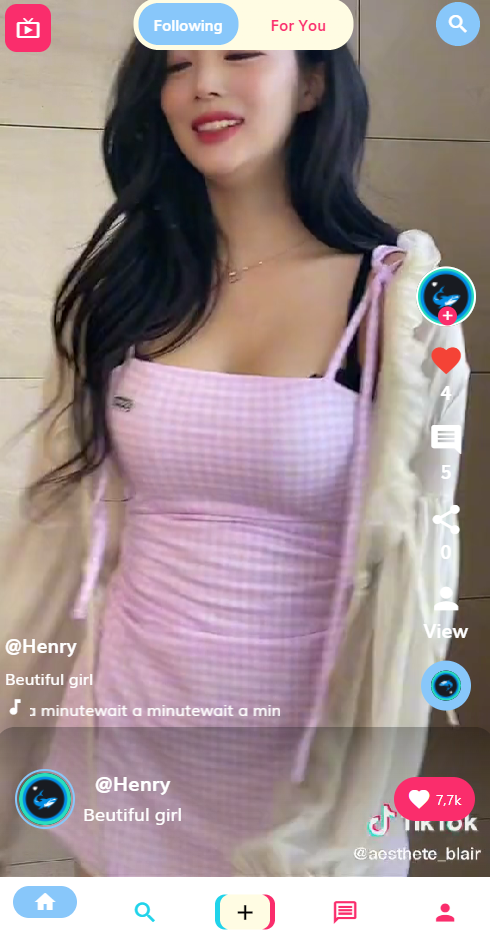 Following
For You
4
5
0
View
@Henry
Beutiful girl
a minutewait a minutewait a min
@Henry
Beutiful girl
7,7k
TikTok
@aesthete_blair